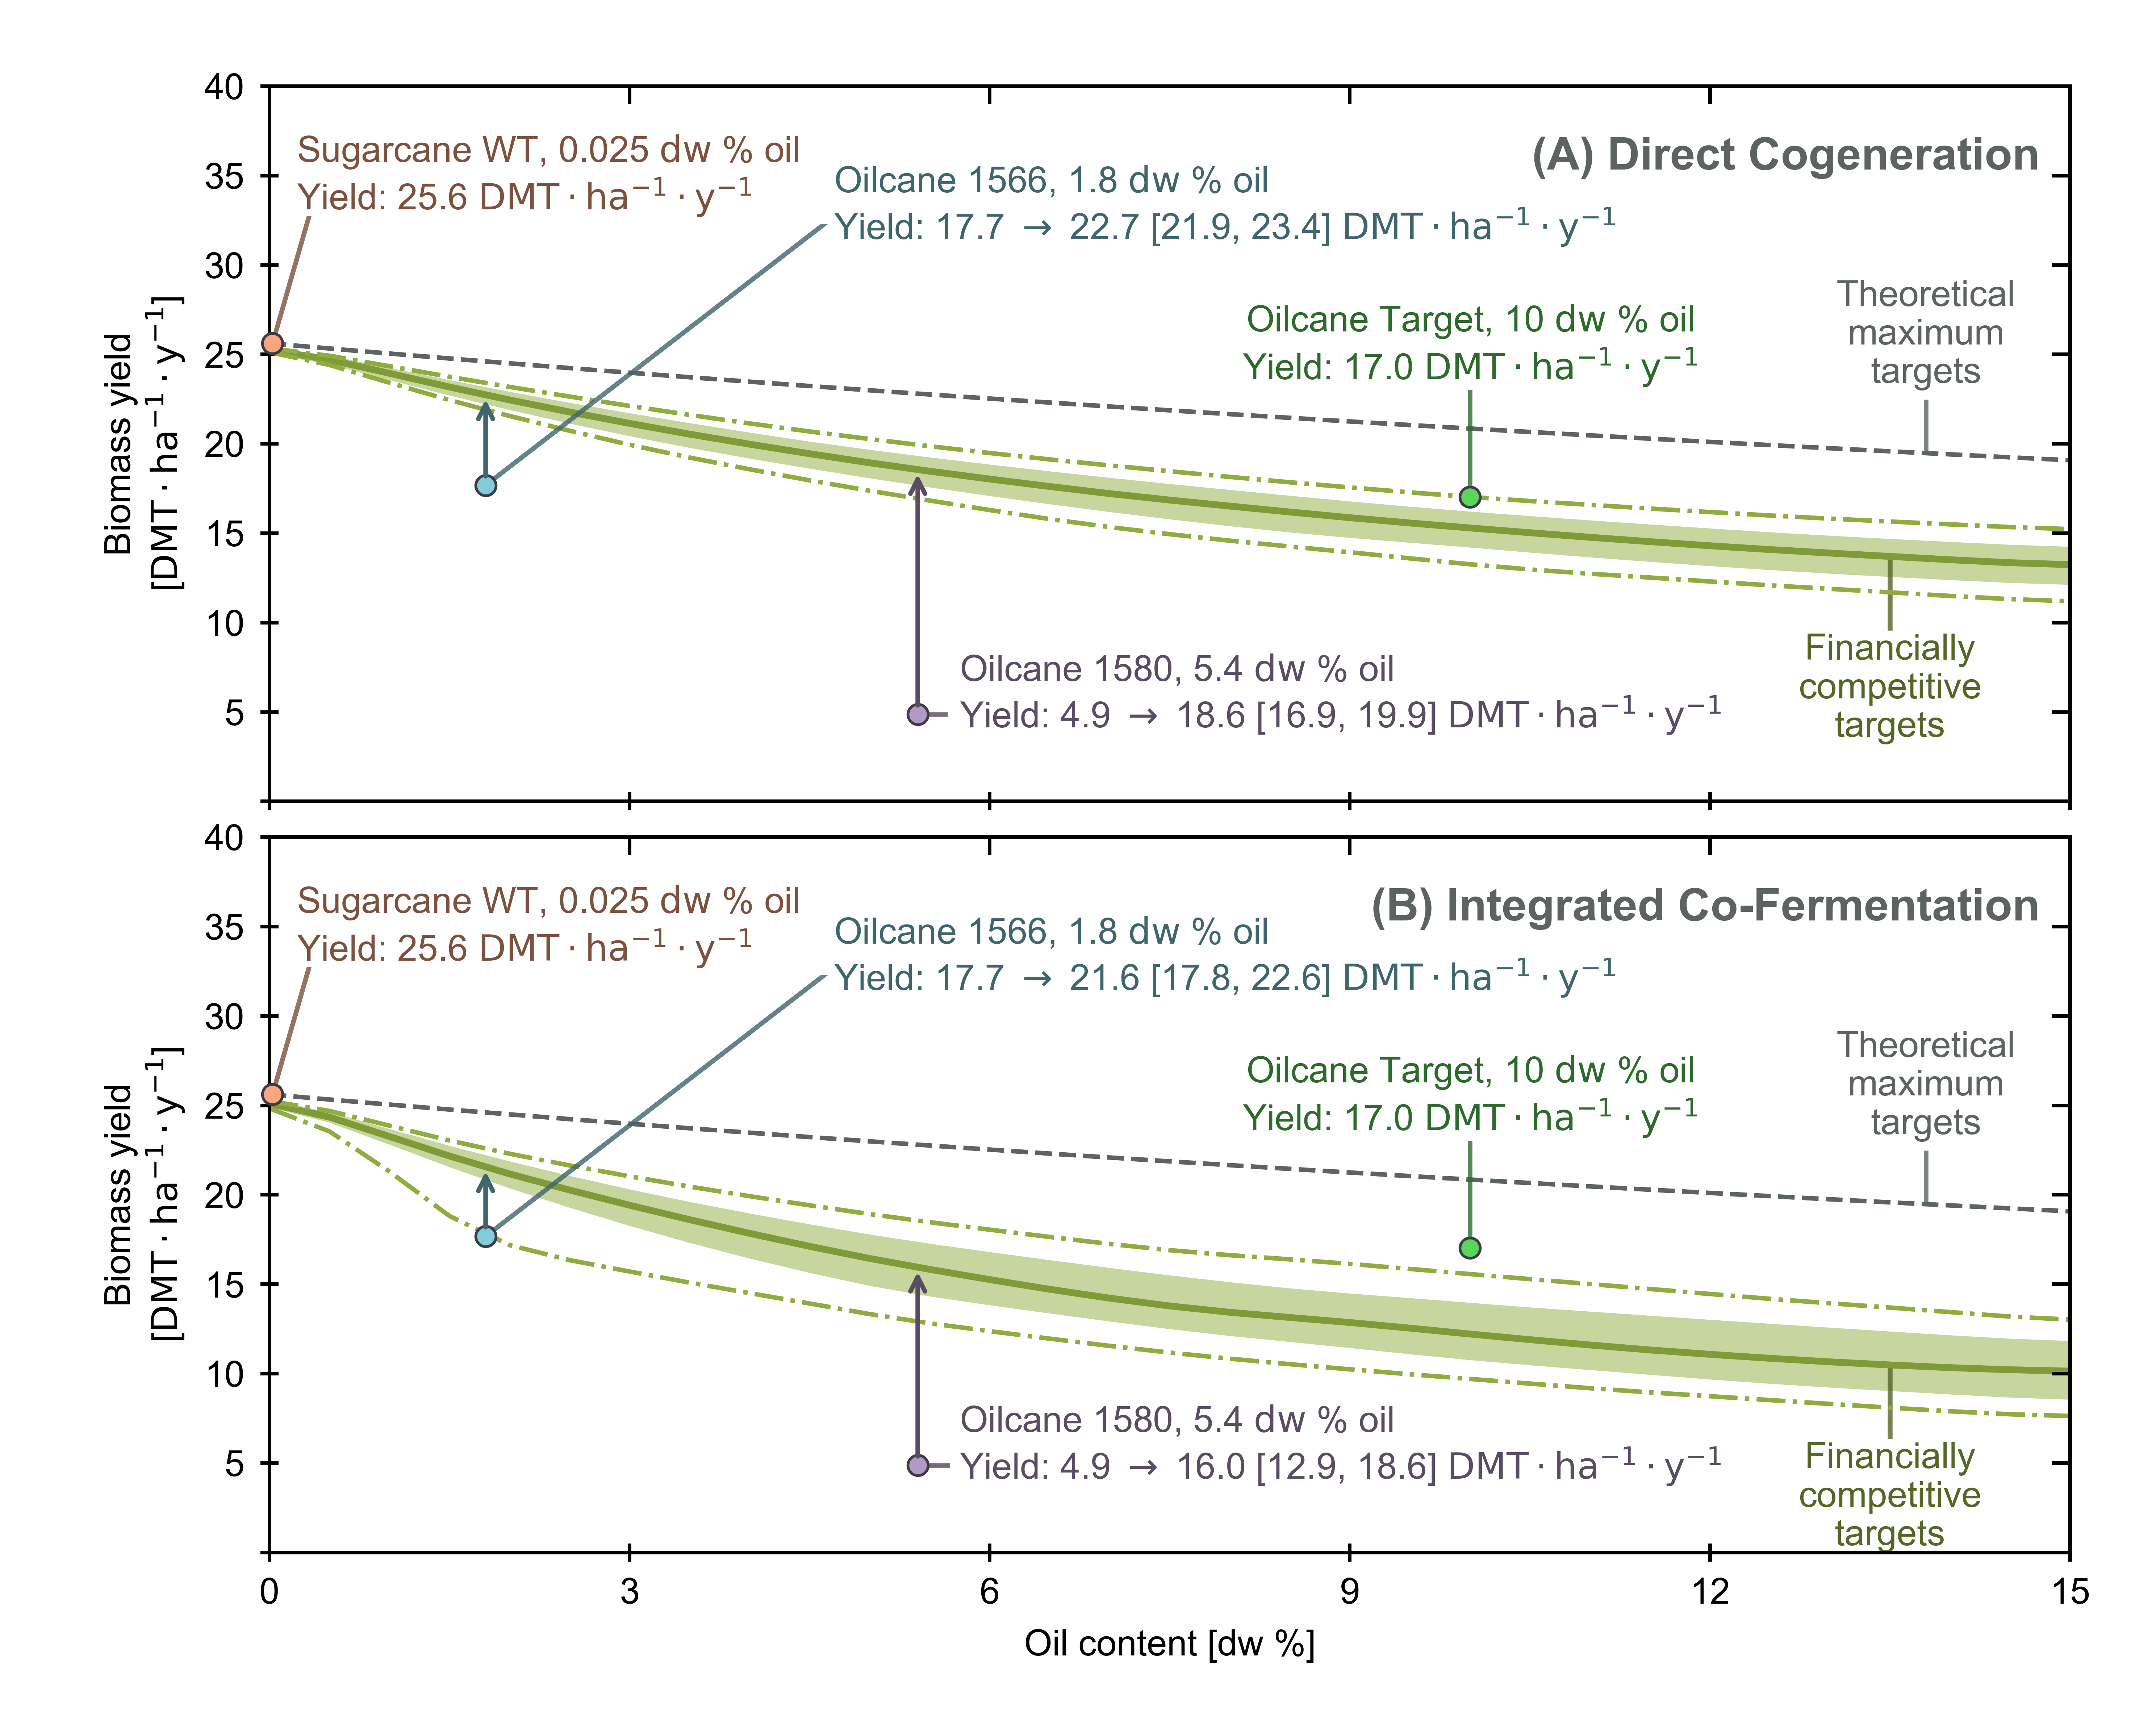 40
35
30
25
20
15
10
5
Biomass yield
[DMT · ha⁻¹ · y⁻¹]
(A) Direct Cogeneration
Sugarcane WT, 0.025 dw % oil
Yield: 25.6 DMT · ha⁻¹ · y⁻¹
Oilcane 1566, 1.8 dw % oil
Yield: 17.7 → 22.7 [21.9, 23.4] DMT · ha⁻¹ · y⁻¹
Oilcane Target, 10 dw % oil
Yield: 17.0 DMT · ha⁻¹ · y⁻¹
Theoretical
maximum
targets
Oilcane 1580, 5.4 dw % oil
Yield: 4.9 → 18.6 [16.9, 19.9] DMT · ha⁻¹ · y⁻¹
Financially
competitive
targets
40
35
30
25
20
15
10
5
Biomass yield
[DMT · ha⁻¹ · y⁻¹]
(B) Integrated Co-Fermentation
Sugarcane WT, 0.025 dw % oil
Yield: 25.6 DMT · ha⁻¹ · y⁻¹
Oilcane 1566, 1.8 dw % oil
Yield: 17.7 → 21.6 [17.8, 22.6] DMT · ha⁻¹ · y⁻¹
Oilcane Target, 10 dw % oil
Yield: 17.0 DMT · ha⁻¹ · y⁻¹
Theoretical
maximum
targets
Oilcane 1580, 5.4 dw % oil
Yield: 4.9 → 16.0 [12.9, 18.6] DMT · ha⁻¹ · y⁻¹
Financially
competitive
targets
0 3 6 9 12 15
Oil content [dw %]